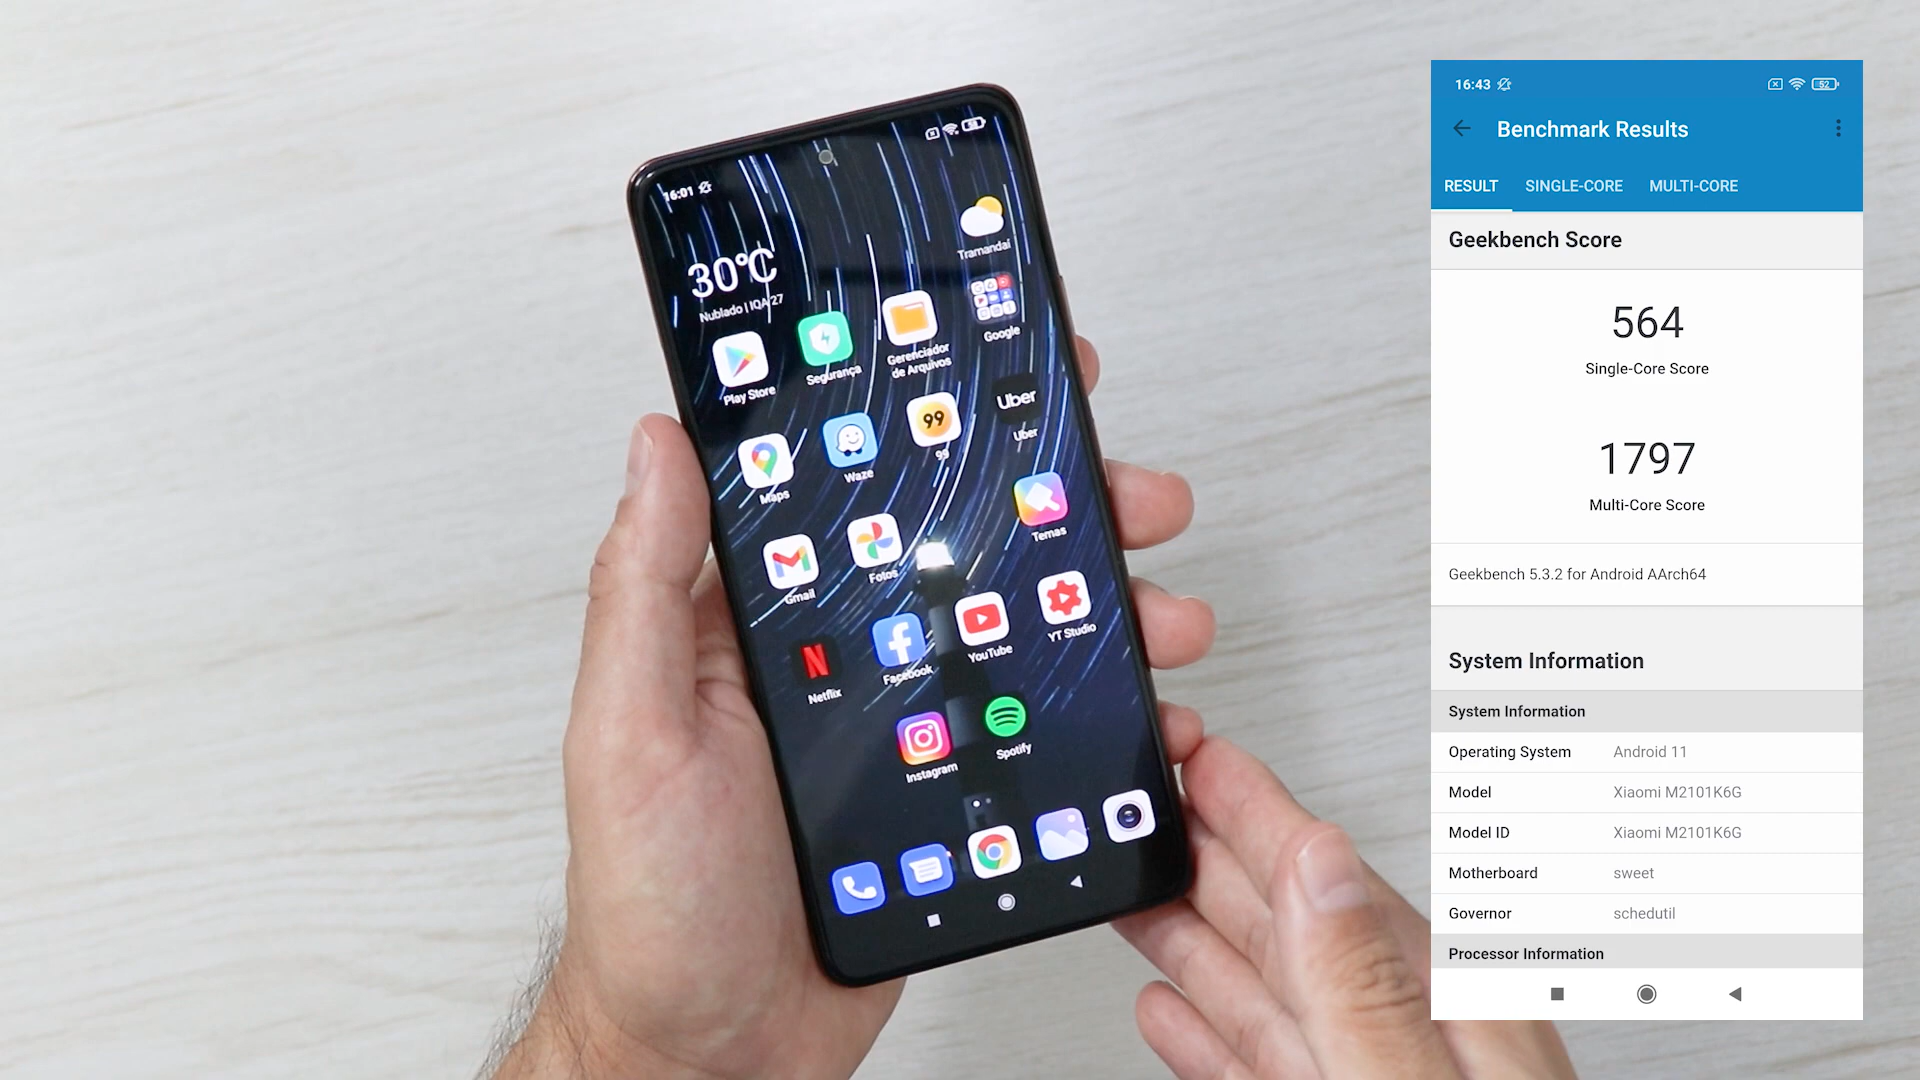 16:01
30°C
Nublado | IQA 27
Tramandaí
Play Store
Segurança
Gerenciador
de Arquivos
Google
Maps
Waze
99
99
Uber
Uber
Gmail
Fotos
Temas
Netflix
Facebook
YouTube
YT Studio
Instagram
Spotify
16:43
52
Benchmark Results
RESULT
SINGLE-CORE
MULTI-CORE
Geekbench Score
564
Single-Core Score
1797
Multi-Core Score
Geekbench 5.3.2 for Android AArch64
System Information
System Information
Operating System Android 11
Model Xiaomi M2101K6G
Model ID Xiaomi M2101K6G
Motherboard sweet
Governor schedutil
Processor Information